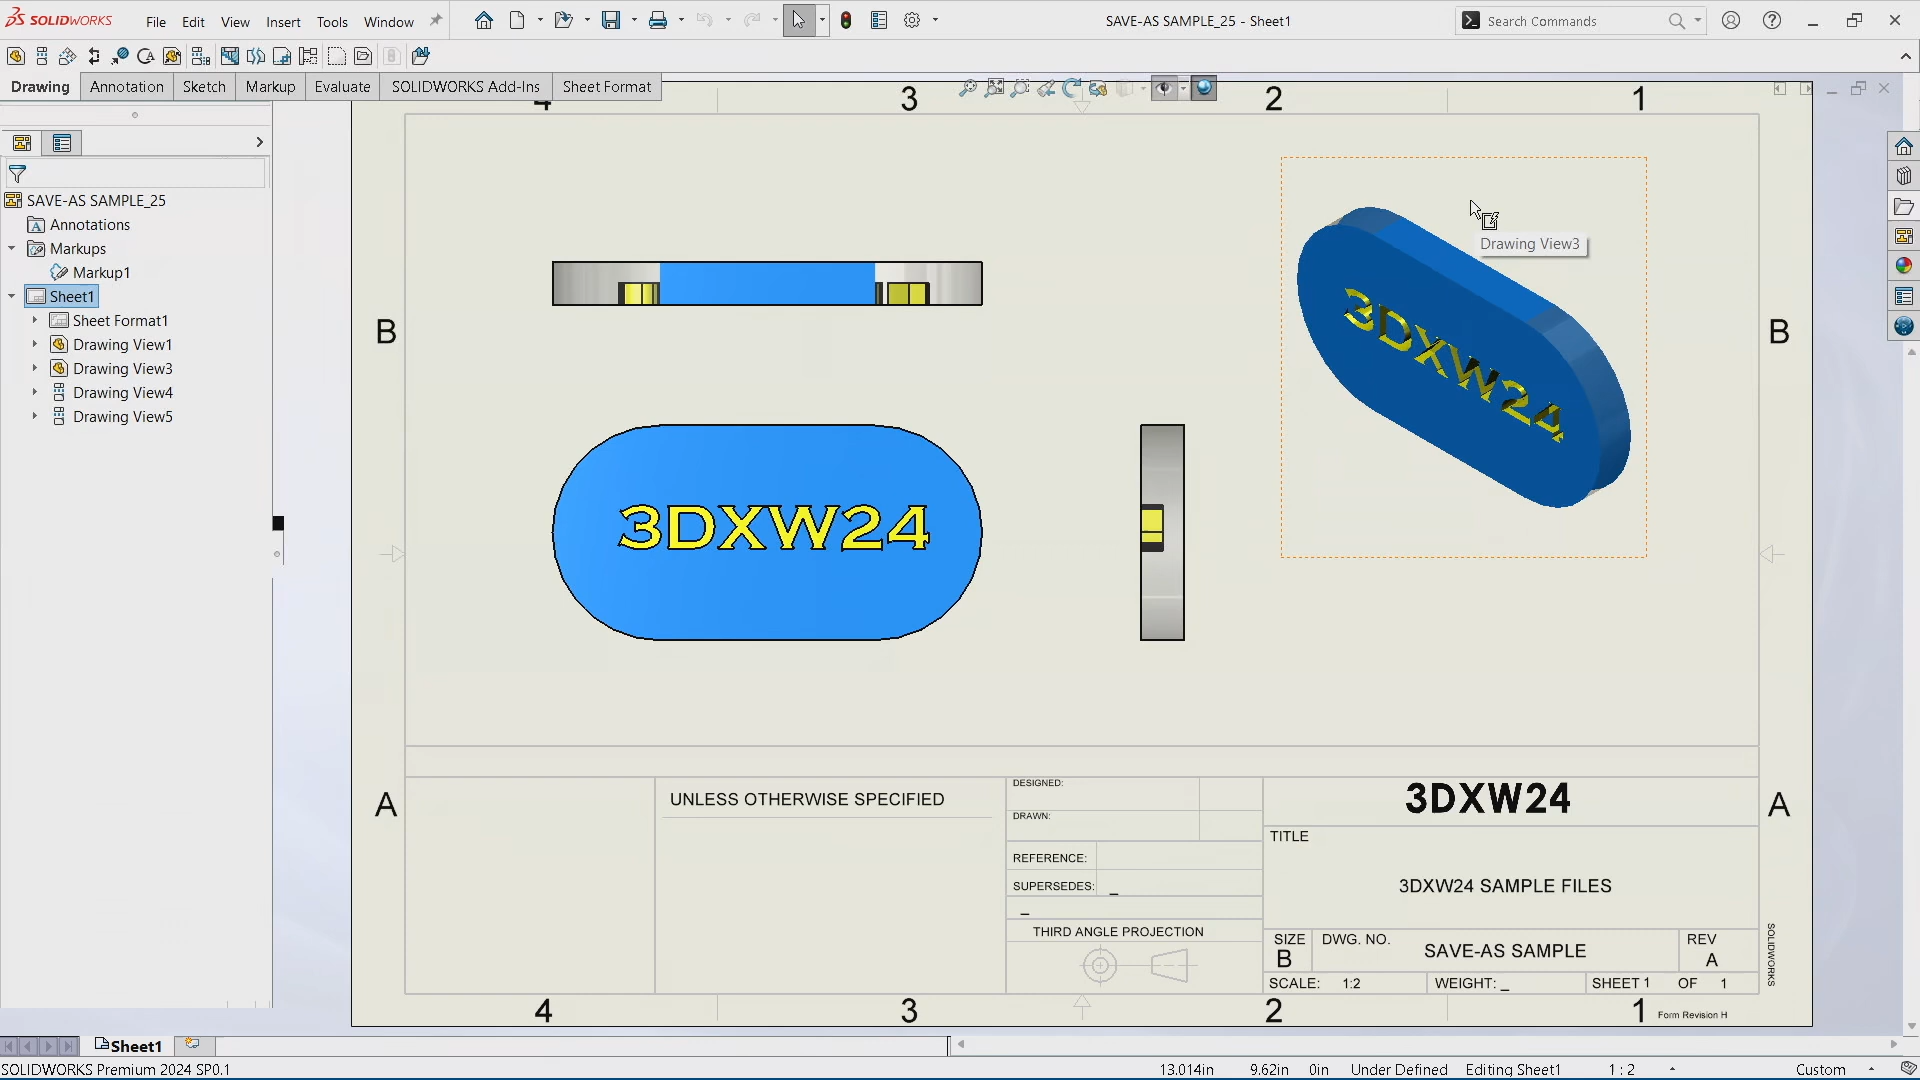 SOLIDWORKS
File Edit View Insert Tools Window
SAVE-AS SAMPLE_25 - Sheet1
Search Commands
Drawing Annotation Sketch Markup Evaluate SOLIDWORKS Add-Ins Sheet Format
4 3 2 1
SAVE-AS SAMPLE_25
Annotations
Markups
Markup1
Sheet1
Sheet Format1
Drawing View1
Drawing View3
Drawing View4
Drawing View5
Drawing View3
3DXW24
B
B
3DXW24
A
A
UNLESS OTHERWISE SPECIFIED
DESIGNED:
DRAWN:
REFERENCE:
SUPERSEDES: _
_
THIRD ANGLE PROJECTION
3DXW24
TITLE
3DXW24 SAMPLE FILES
SIZE
B
DWG. NO.
SAVE-AS SAMPLE
REV
A
SCALE: 1:2
WEIGHT: _
SHEET 1 OF 1
SOLIDWORKS
4 3 2 1
Form Revision H
Sheet1
SOLIDWORKS Premium 2024 SP0.1
13.014in 9.62in 0in Under Defined Editing Sheet1 1 : 2 Custom